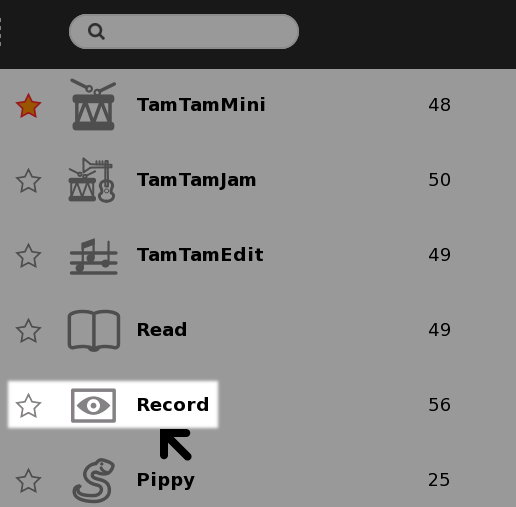 TamTamMini 48
TamTamJam 50
TamTamEdit 49
Read 49
Record 56
Pippy 25